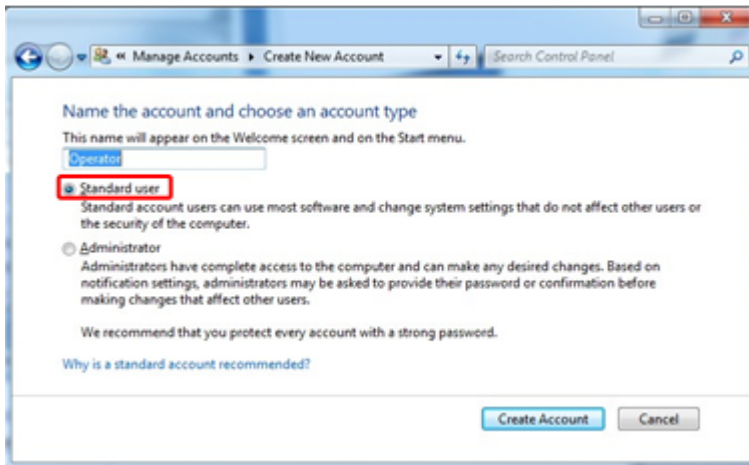 « Manage Accounts ▸ Create New Account
Search Control Panel
Name the account and choose an account type
This name will appear on the Welcome screen and on the Start menu.
Operator
Standard user
Standard account users can use most software and change system settings that do not affect other users or
the security of the computer.
Administrator
Administrators have complete access to the computer and can make any desired changes. Based on
notification settings, administrators may be asked to provide their password or confirmation before
making changes that affect other users.
We recommend that you protect every account with a strong password.
Why is a standard account recommended?
Create Account
Cancel